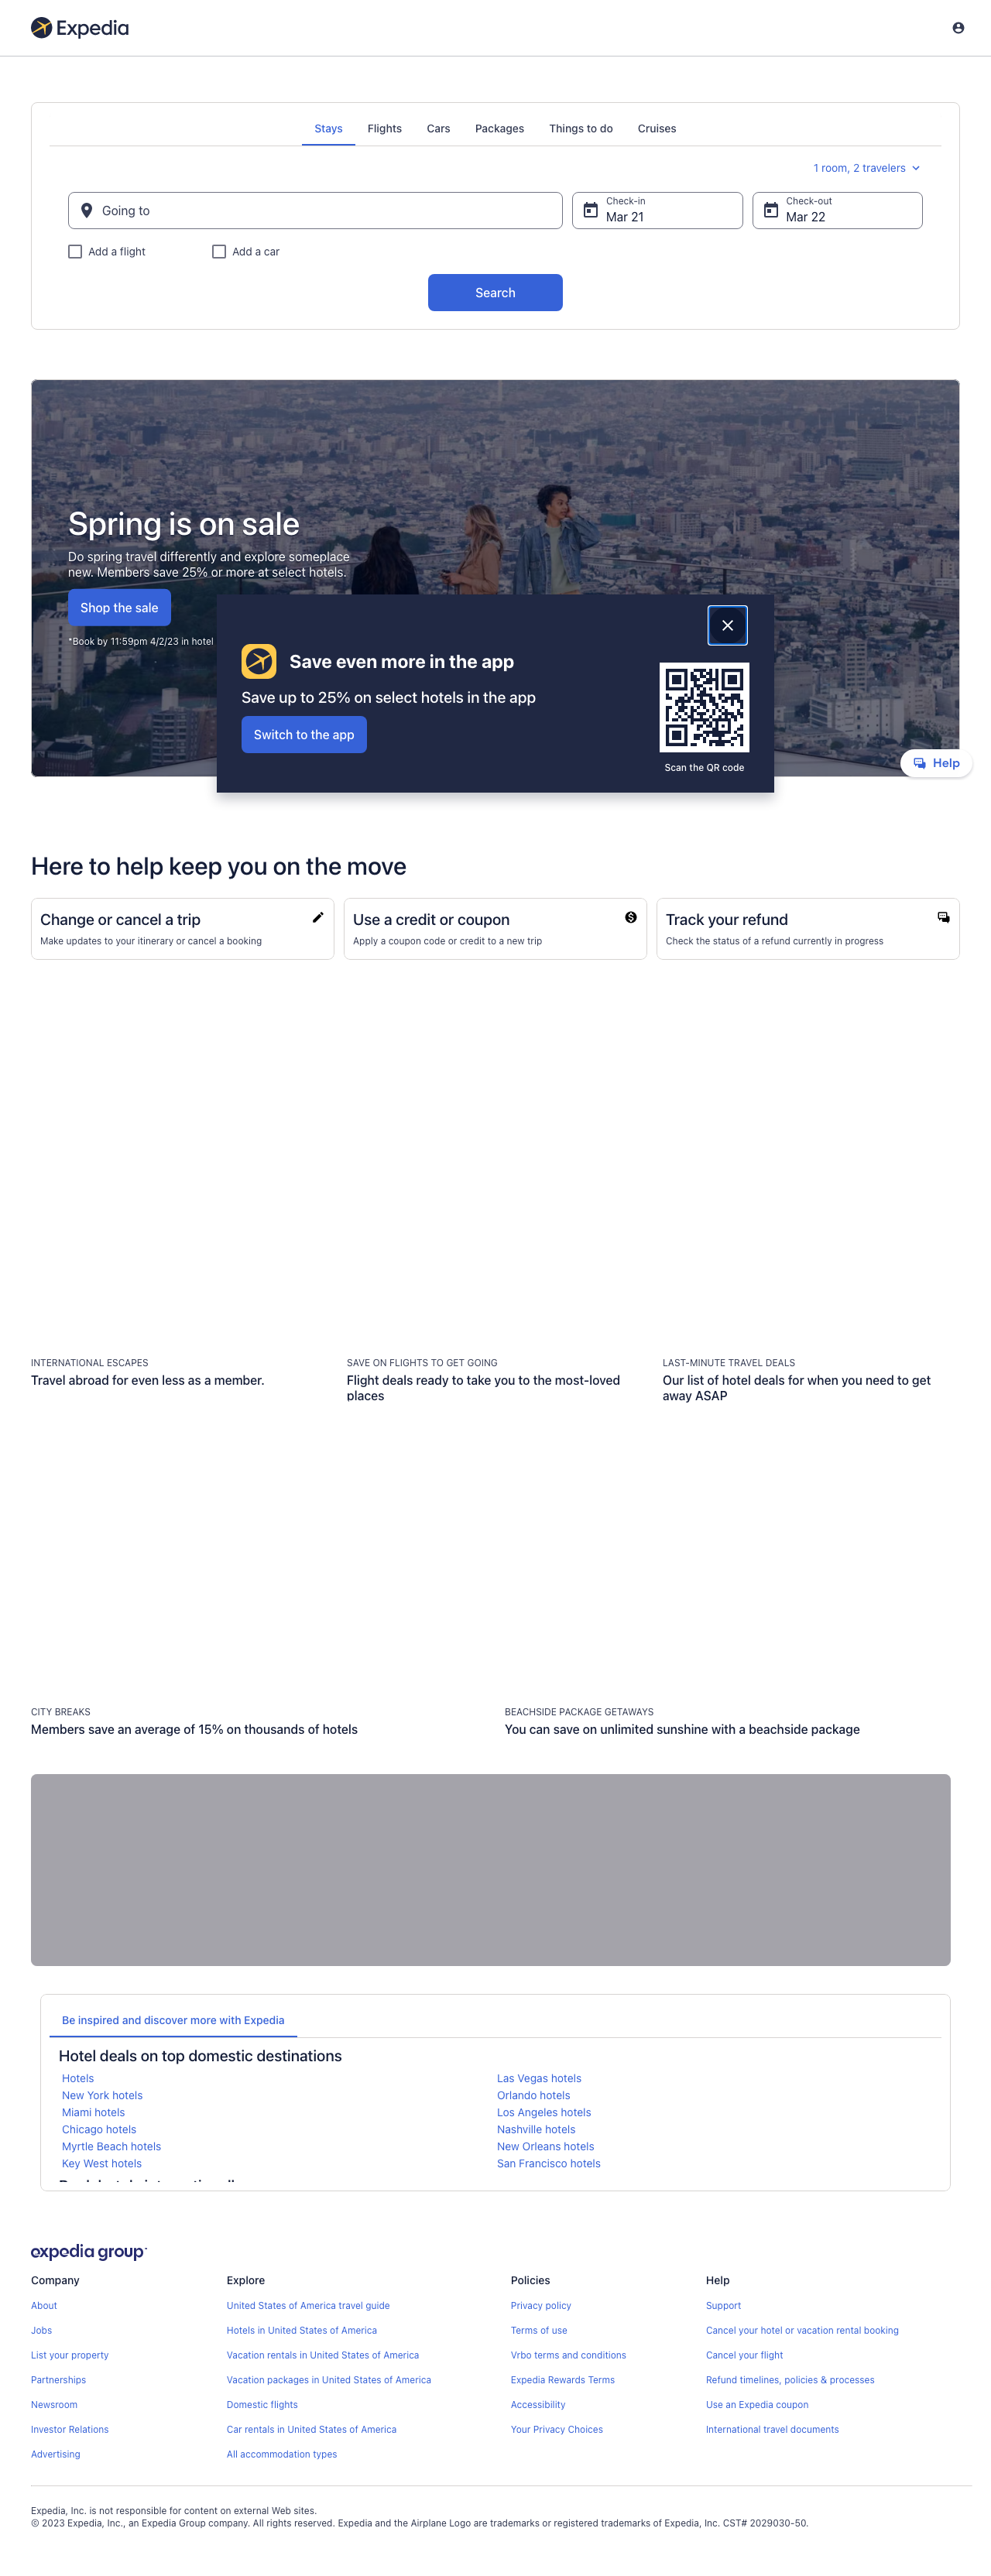 Expedia
Stays Flights Cars Packages Things to do Cruises
1 room, 2 travelers
Going to
Check-in
Mar 21
Check-out
Mar 22
Add a flight
Add a car
Search
Spring is on sale
Do spring travel differently and explore someplace
new. Members save 25% or more at select hotels.
Shop the sale
*Book by 11:59pm 4/2/23 in hotel
Save even more in the app
Save up to 25% on select hotels in the app
Switch to the app
Scan the QR code
Help
Here to help keep you on the move
Change or cancel a trip
Make updates to your itinerary or cancel a booking
Use a credit or coupon
Apply a coupon code or credit to a new trip
Track your refund
Check the status of a refund currently in progress
INTERNATIONAL ESCAPES
Travel abroad for even less as a member.
SAVE ON FLIGHTS TO GET GOING
Flight deals ready to take you to the most-loved
places
LAST-MINUTE TRAVEL DEALS
Our list of hotel deals for when you need to get
away ASAP
CITY BREAKS
Members save an average of 15% on thousands of hotels
BEACHSIDE PACKAGE GETAWAYS
You can save on unlimited sunshine with a beachside package
Be inspired and discover more with Expedia
Hotel deals on top domestic destinations
Hotels
New York hotels
Miami hotels
Chicago hotels
Myrtle Beach hotels
Key West hotels
Las Vegas hotels
Orlando hotels
Los Angeles hotels
Nashville hotels
New Orleans hotels
San Francisco hotels
expedia group
Company
About
Jobs
List your property
Partnerships
Newsroom
Investor Relations
Advertising
Explore
United States of America travel guide
Hotels in United States of America
Vacation rentals in United States of America
Vacation packages in United States of America
Domestic flights
Car rentals in United States of America
All accommodation types
Policies
Privacy policy
Terms of use
Vrbo terms and conditions
Expedia Rewards Terms
Accessibility
Your Privacy Choices
Help
Support
Cancel your hotel or vacation rental booking
Cancel your flight
Refund timelines, policies & processes
Use an Expedia coupon
International travel documents
Expedia, Inc. is not responsible for content on external Web sites.
© 2023 Expedia, Inc., an Expedia Group company. All rights reserved. Expedia and the Airplane Logo are trademarks or registered trademarks of Expedia, Inc. CST# 2029030-50.